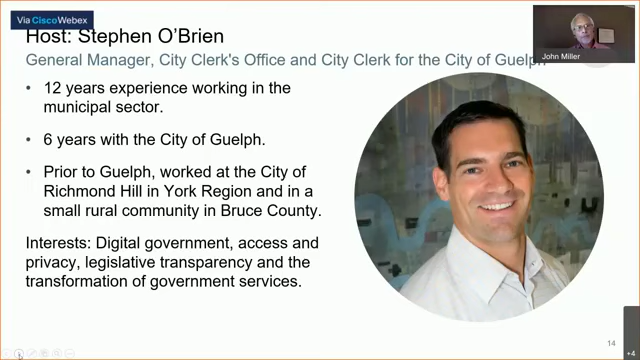 Via Cisco Webex
Host: Stephen O’Brien
General Manager, City Clerk's Office and City Clerk for the City of Guelph
John Miller
• 12 years experience working in the
municipal sector.
• 6 years with the City of Guelph.
• Prior to Guelph, worked at the City of
Richmond Hill in York Region and in a
small rural community in Bruce County.
Interests: Digital government, access and
privacy, legislative transparency and the
transformation of government services.
14
+4